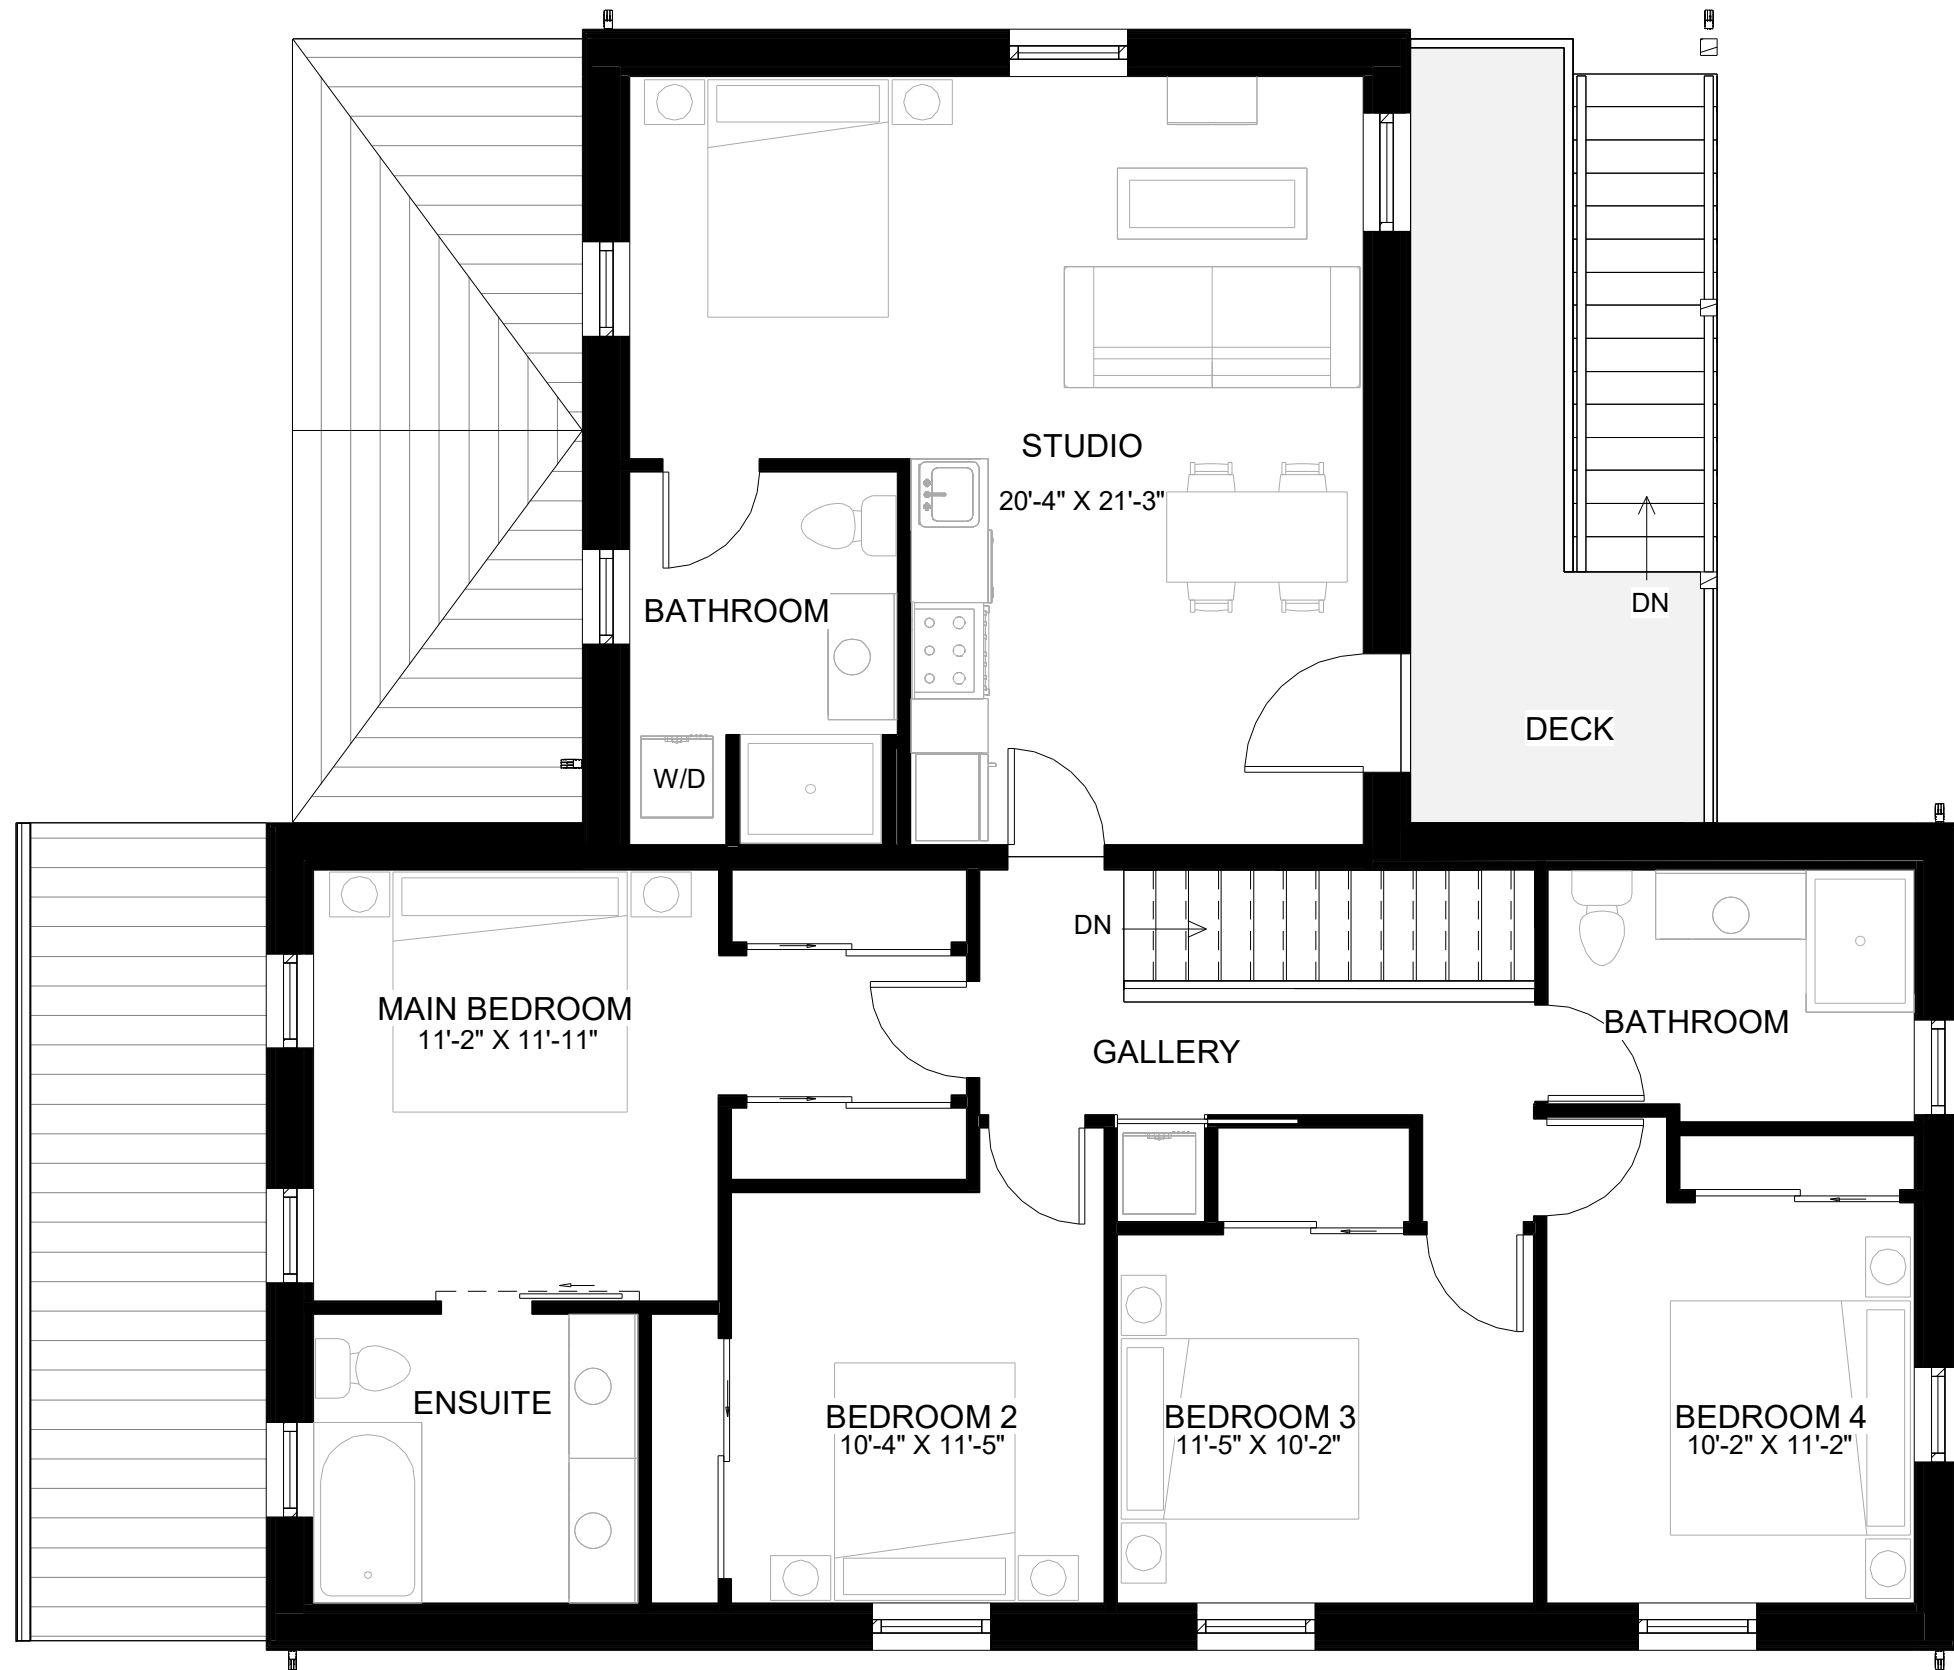 STUDIO
20'-4" X 21'-3"
BATHROOM
DN
DECK
W/D
DN
MAIN BEDROOM
11'-2" X 11'-11"
BATHROOM
GALLERY
ENSUITE
BEDROOM 2
10'-4" X 11'-5"
BEDROOM 3
11'-5" X 10'-2"
BEDROOM 4
10'-2" X 11'-2"